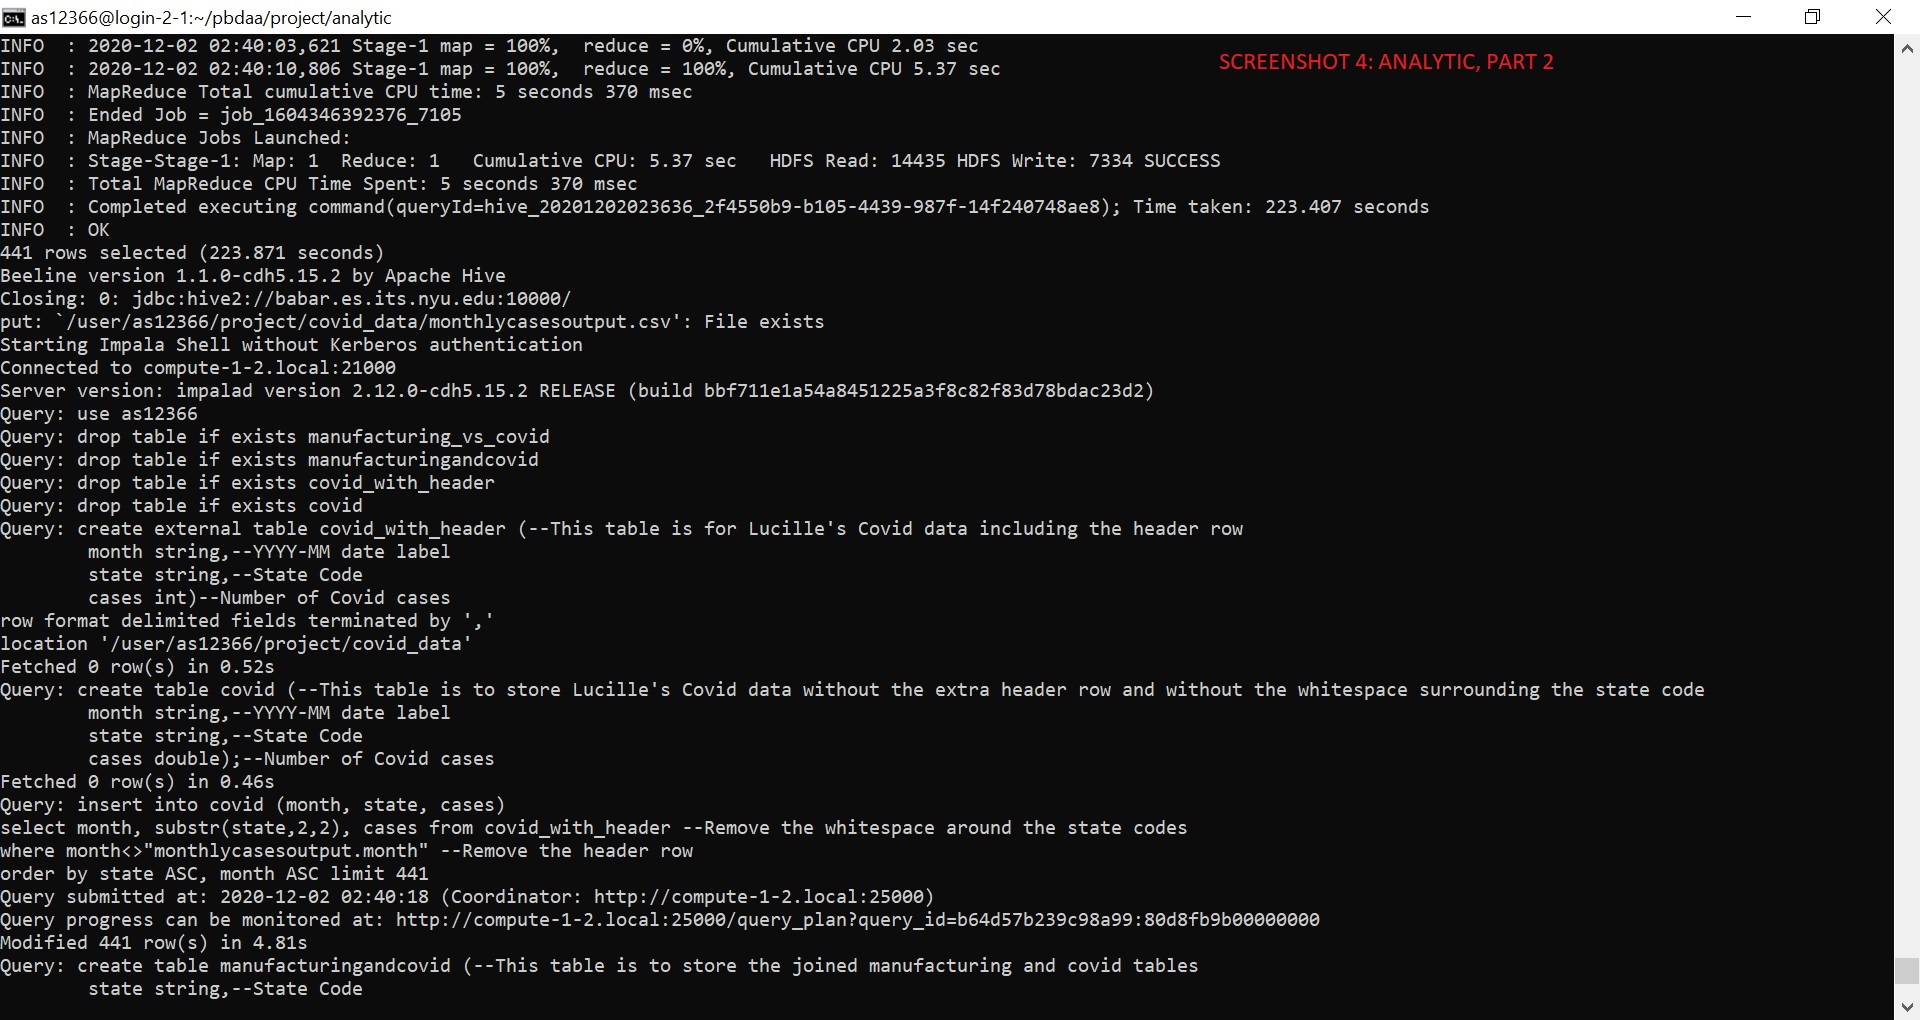 as12366@login-2-1:~/pbdaa/project/analytic
INFO  : 2020-12-02 02:40:03,621 Stage-1 map = 100%,  reduce = 0%, Cumulative CPU 2.03 sec
SCREENSHOT 4: ANALYTIC, PART 2
INFO  : 2020-12-02 02:40:10,806 Stage-1 map = 100%,  reduce = 100%, Cumulative CPU 5.37 sec
INFO  : MapReduce Total cumulative CPU time: 5 seconds 370 msec
INFO  : Ended Job = job_1604346392376_7105
INFO  : MapReduce Jobs Launched:
INFO  : Stage-Stage-1: Map: 1  Reduce: 1   Cumulative CPU: 5.37 sec   HDFS Read: 14435 HDFS Write: 7334 SUCCESS
INFO  : Total MapReduce CPU Time Spent: 5 seconds 370 msec
INFO  : Completed executing command(queryId=hive_20201202023636_2f4550b9-b105-4439-987f-14f240748ae8); Time taken: 223.407 seconds
INFO  : OK
441 rows selected (223.871 seconds)
Beeline version 1.1.0-cdh5.15.2 by Apache Hive
Closing: 0: jdbc:hive2://babar.es.its.nyu.edu:10000/
put: `/user/as12366/project/covid_data/monthlycasesoutput.csv': File exists
Starting Impala Shell without Kerberos authentication
Connected to compute-1-2.local:21000
Server version: impalad version 2.12.0-cdh5.15.2 RELEASE (build bbf711e1a54a8451225a3f8c82f83d78bdac23d2)
Query: use as12366
Query: drop table if exists manufacturing_vs_covid
Query: drop table if exists manufacturingandcovid
Query: drop table if exists covid_with_header
Query: drop table if exists covid
Query: create external table covid_with_header (--This table is for Lucille's Covid data including the header row
        month string,--YYYY-MM date label
        state string,--State Code
        cases int)--Number of Covid cases
row format delimited fields terminated by ','
location '/user/as12366/project/covid_data'
Fetched 0 row(s) in 0.52s
Query: create table covid (--This table is to store Lucille's Covid data without the extra header row and without the whitespace surrounding the state code
        month string,--YYYY-MM date label
        state string,--State Code
        cases double);--Number of Covid cases
Fetched 0 row(s) in 0.46s
Query: insert into covid (month, state, cases)
select month, substr(state,2,2), cases from covid_with_header --Remove the whitespace around the state codes
where month<>"monthlycasesoutput.month" --Remove the header row
order by state ASC, month ASC limit 441
Query submitted at: 2020-12-02 02:40:18 (Coordinator: http://compute-1-2.local:25000)
Query progress can be monitored at: http://compute-1-2.local:25000/query_plan?query_id=b64d57b239c98a99:80d8fb9b00000000
Modified 441 row(s) in 4.81s
Query: create table manufacturingandcovid (--This table is to store the joined manufacturing and covid tables
        state string,--State Code